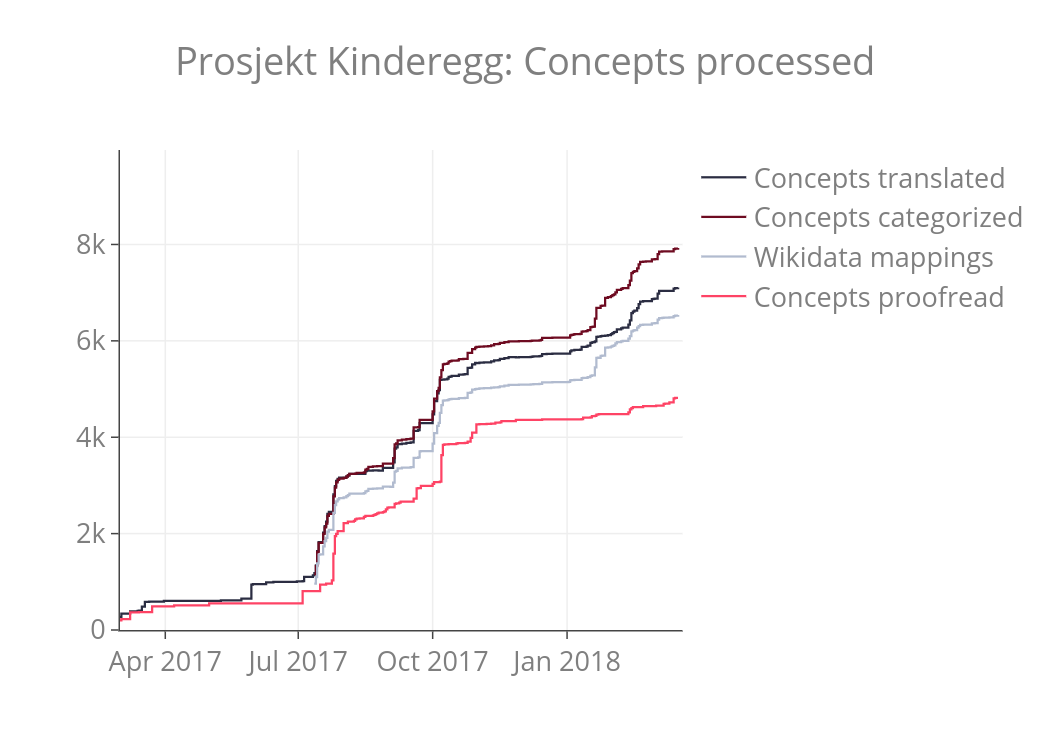 Prosjekt Kinderegg: Concepts processed
Concepts translated
Concepts categorized
Wikidata mappings
Concepts proofread
8k
6k
4k
2k
0
Apr 2017 Jul 2017 Oct 2017 Jan 2018